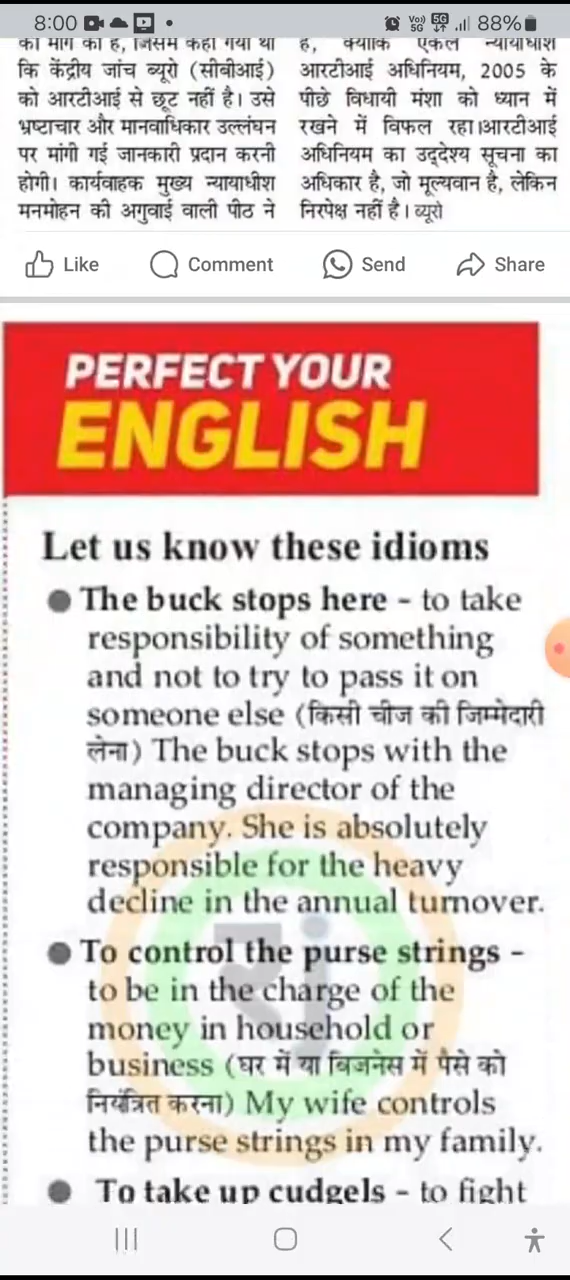 8:00
Vo))
5G
5G
88%
की मांग की है, जिसमें कहा गया था
कि केंद्रीय जांच ब्यूरो (सीबीआई)
को आरटीआई से छूट नहीं है। उसे
भ्रष्टाचार और मानवाधिकार उल्लंघन
पर मांगी गई जानकारी प्रदान करनी
होगी। कार्यवाहक मुख्य न्यायाधीश
मनमोहन की अगुवाई वाली पीठ ने
है, क्योंकि एकल न्यायाधीश
आरटीआई अधिनियम, 2005 के
पीछे विधायी मंशा को ध्यान में
रखने में विफल रहा।आरटीआई
अधिनियम का उद्देश्य सूचना का
अधिकार है, जो मूल्यवान है, लेकिन
निरपेक्ष नहीं है। ब्यूरो
Like Comment Send Share
PERFECT YOUR
ENGLISH
Let us know these idioms
● The buck stops here - to take
responsibility of something
and not to try to pass it on
someone else (किसी चीज की जिम्मेदारी
लेना) The buck stops with the
managing director of the
company. She is absolutely
responsible for the heavy
decline in the annual turnover.
● To control the purse strings -
to be in the charge of the
money in household or
business (घर में या बिजनेस में पैसे को
नियंत्रित करना) My wife controls
the purse strings in my family.
● To take up cudgels - to fight